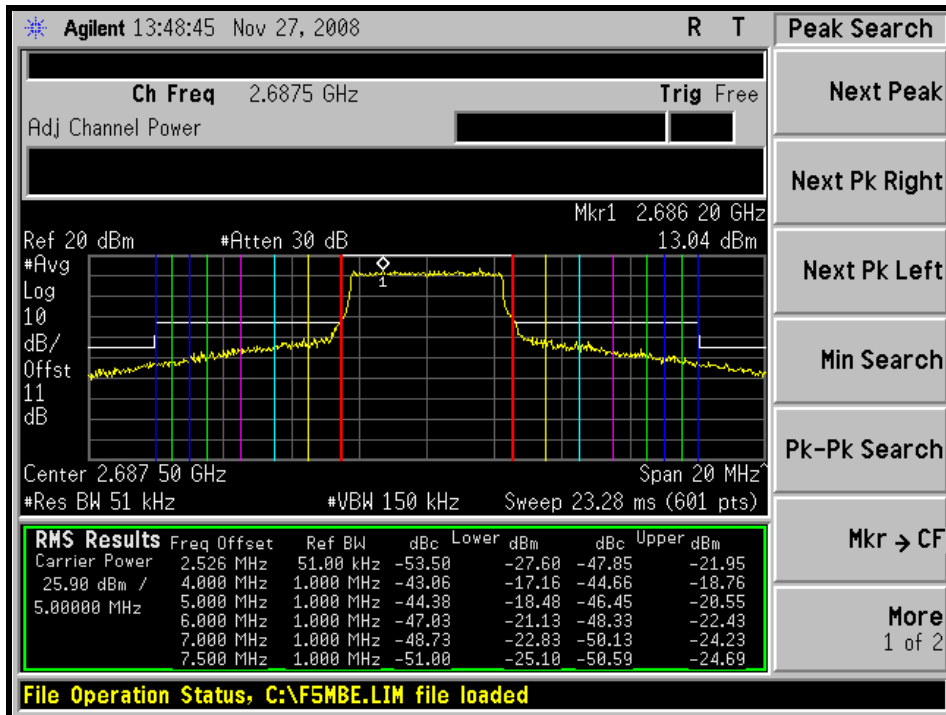 Agilent 13:48:45 Nov 27, 2008 R T
Peak Search
Ch Freq 2.6875 GHz Trig Free
Adj Channel Power
Mkr1 2.686 20 GHz
Ref 20 dBm #Atten 30 dB 13.04 dBm
#Avg
Log
10
dB/
Offst
11
dB
1
Center 2.687 50 GHz Span 20 MHz^
#Res BW 51 kHz #VBW 150 kHz Sweep 23.28 ms (601 pts)
RMS Results Freq Offset Ref BW dBc Lower dBm dBc Upper dBm
Carrier Power 2.526 MHz 51.00 kHz -53.50 -27.60 -47.85 -21.95
25.90 dBm / 4.000 MHz 1.000 MHz -43.06 -17.16 -44.66 -18.76
5.00000 MHz 5.000 MHz 1.000 MHz -44.38 -18.48 -46.45 -20.55
6.000 MHz 1.000 MHz -47.03 -21.13 -48.33 -22.43
7.000 MHz 1.000 MHz -48.73 -22.83 -50.13 -24.23
7.500 MHz 1.000 MHz -51.00 -25.10 -50.59 -24.69
File Operation Status, C:\F5MBE.LIM file loaded
Next Peak
Next Pk Right
Next Pk Left
Min Search
Pk-Pk Search
Mkr → CF
More
1 of 2